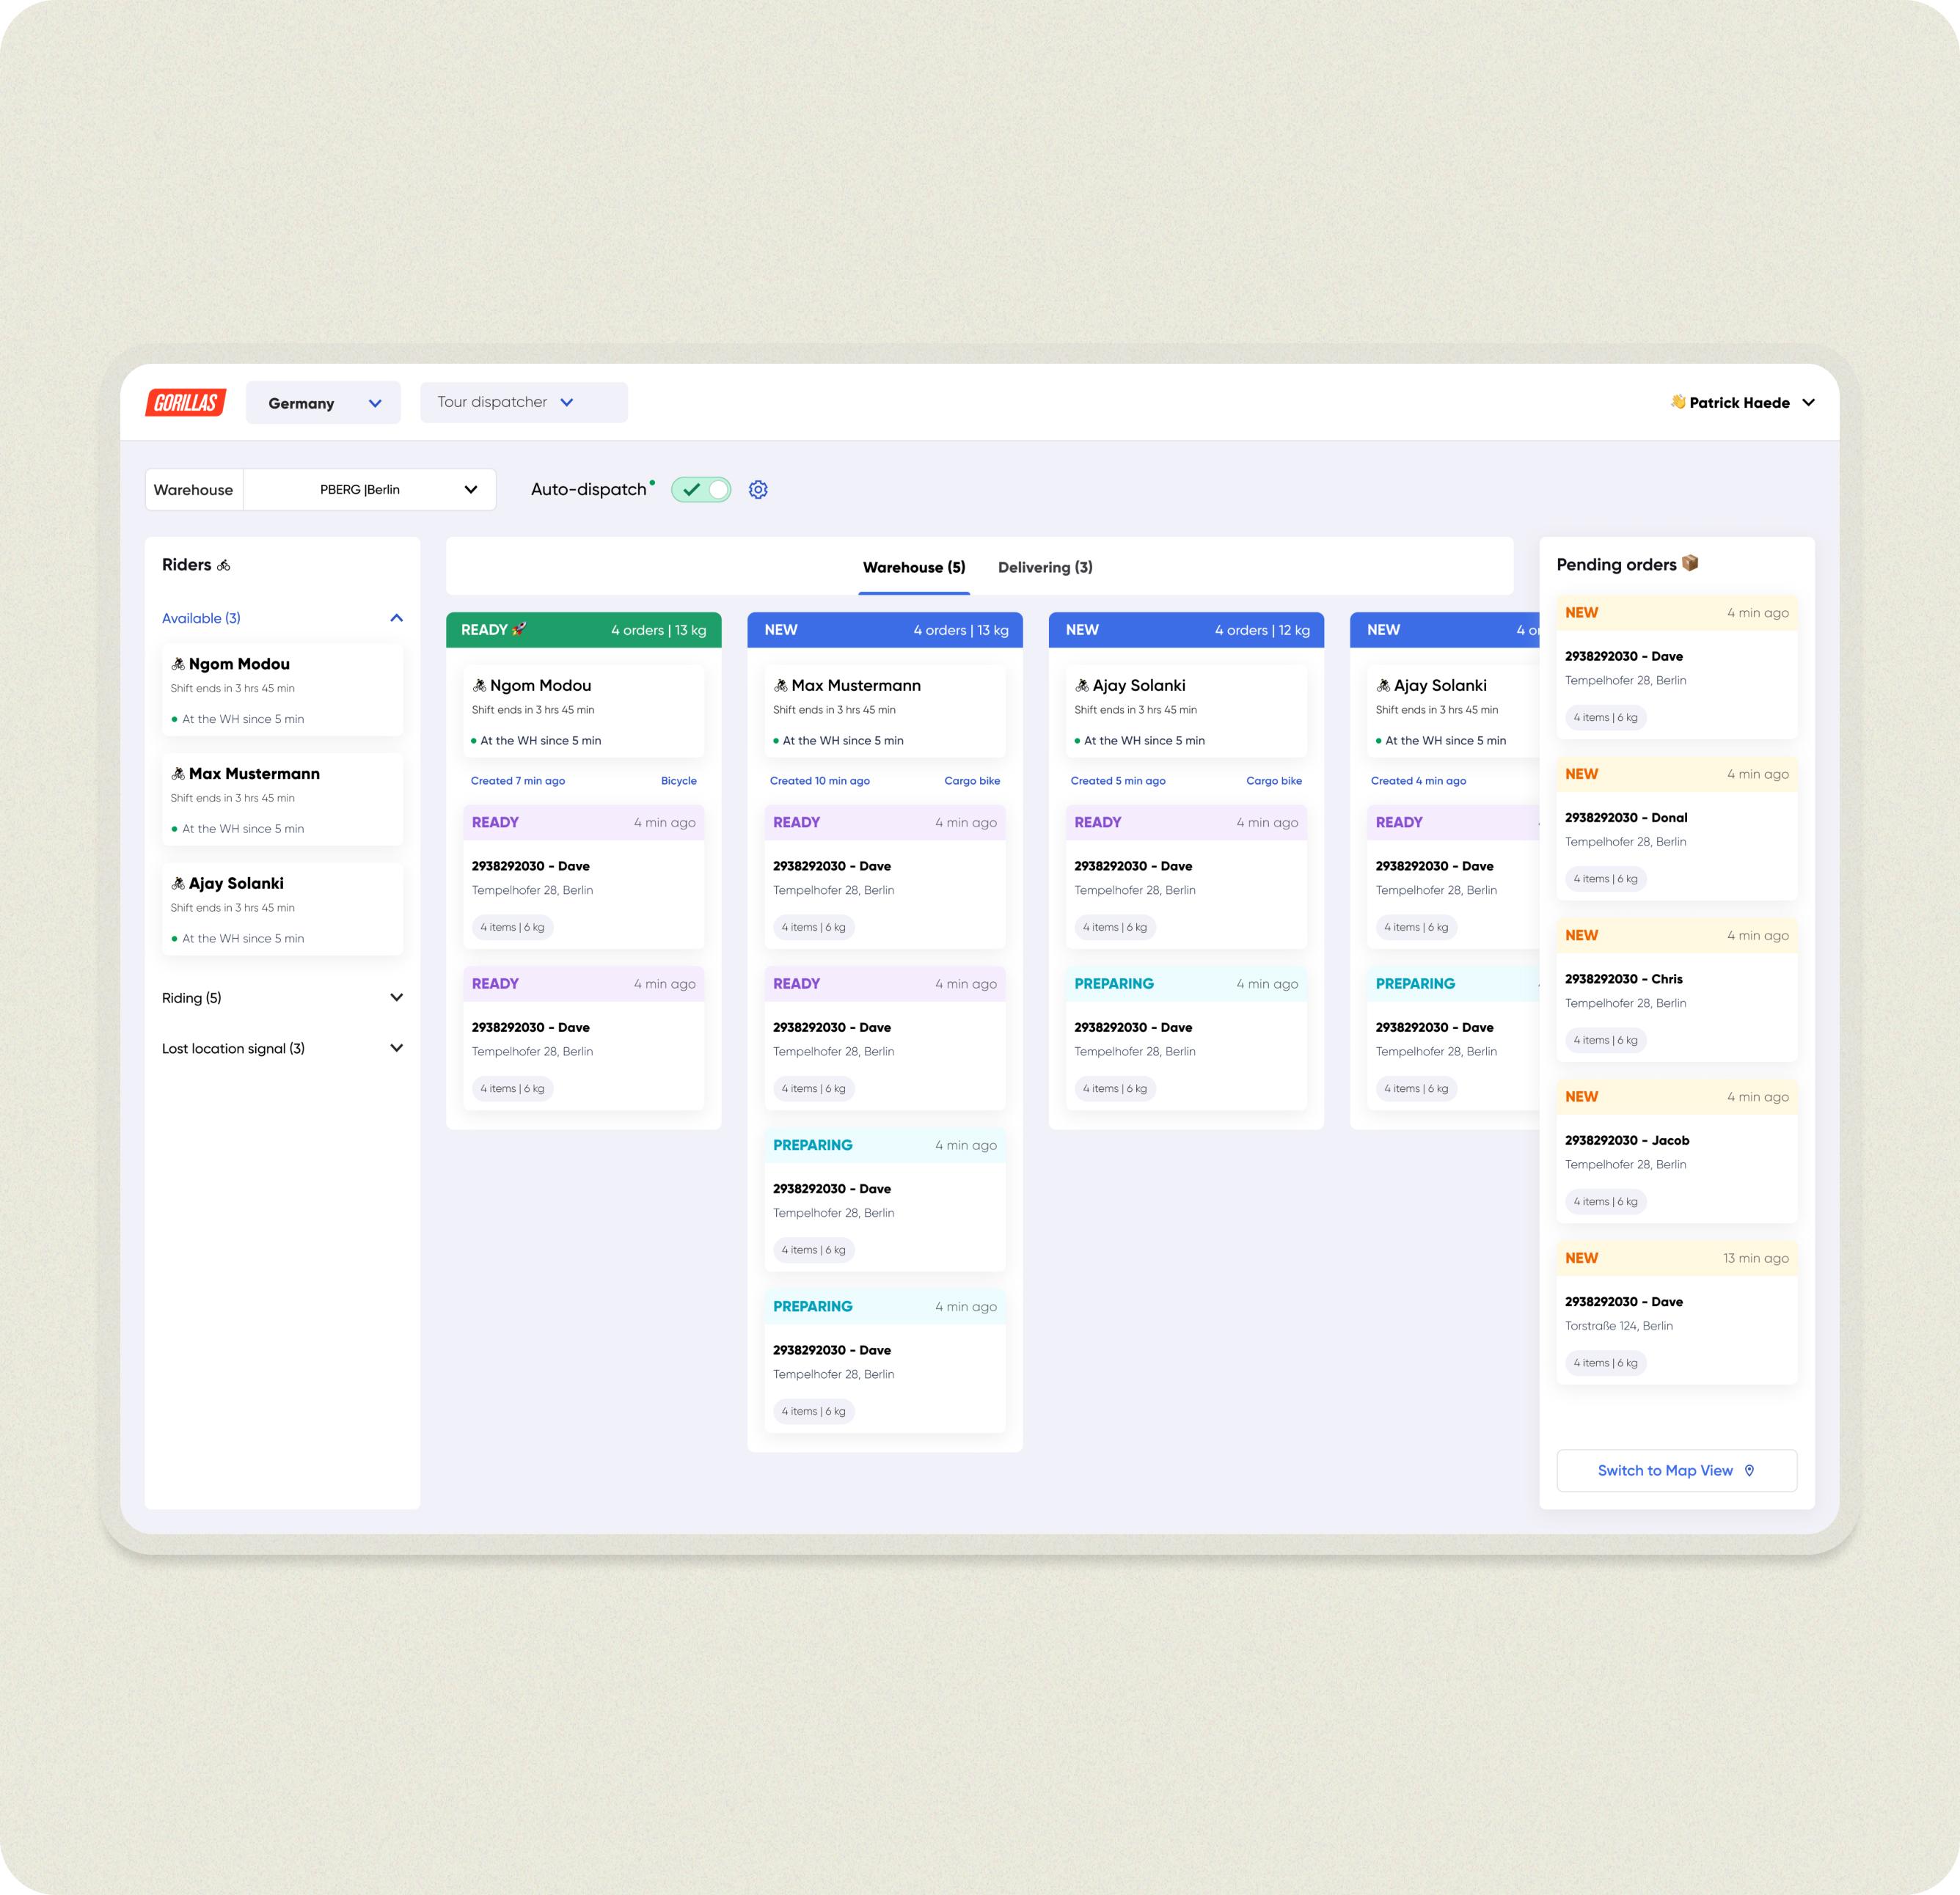 GORILLAS
Germany
Tour dispatcher
Patrick Haede
Warehouse
PBERG |Berlin
Auto-dispatch
Riders
Available (3)
Ngom Modou
Shift ends in 3 hrs 45 min
At the WH since 5 min
Max Mustermann
Shift ends in 3 hrs 45 min
At the WH since 5 min
Ajay Solanki
Shift ends in 3 hrs 45 min
At the WH since 5 min
Riding (5)
Lost location signal (3)
Warehouse (5)
Delivering (3)
READY
4 orders | 13 kg
Ngom Modou
Shift ends in 3 hrs 45 min
At the WH since 5 min
Created 7 min ago
Bicycle
READY
4 min ago
2938292030 - Dave
Tempelhofer 28, Berlin
4 items | 6 kg
READY
4 min ago
2938292030 - Dave
Tempelhofer 28, Berlin
4 items | 6 kg
NEW
4 orders | 13 kg
Max Mustermann
Shift ends in 3 hrs 45 min
At the WH since 5 min
Created 10 min ago
Cargo bike
READY
4 min ago
2938292030 - Dave
Tempelhofer 28, Berlin
4 items | 6 kg
READY
4 min ago
2938292030 - Dave
Tempelhofer 28, Berlin
4 items | 6 kg
PREPARING
4 min ago
2938292030 - Dave
Tempelhofer 28, Berlin
4 items | 6 kg
PREPARING
4 min ago
2938292030 - Dave
Tempelhofer 28, Berlin
4 items | 6 kg
NEW
4 orders | 12 kg
Ajay Solanki
Shift ends in 3 hrs 45 min
At the WH since 5 min
Created 5 min ago
Cargo bike
READY
4 min ago
2938292030 - Dave
Tempelhofer 28, Berlin
4 items | 6 kg
PREPARING
4 min ago
2938292030 - Dave
Tempelhofer 28, Berlin
4 items | 6 kg
NEW
4
Ajay Solanki
Shift ends in 3 hrs 45 min
At the WH since 5 min
Created 4 min ago
READY
2938292030 - Dave
Tempelhofer 28, Berlin
4 items | 6 kg
PREPARING
2938292030 - Dave
Tempelhofer 28, Berlin
4 items | 6 kg
Pending orders
NEW
4 min ago
2938292030 - Dave
Tempelhofer 28, Berlin
4 items | 6 kg
NEW
4 min ago
2938292030 - Donal
Tempelhofer 28, Berlin
4 items | 6 kg
NEW
4 min ago
2938292030 - Chris
Tempelhofer 28, Berlin
4 items | 6 kg
NEW
4 min ago
2938292030 - Jacob
Tempelhofer 28, Berlin
4 items | 6 kg
NEW
13 min ago
2938292030 - Dave
Torstraße 124, Berlin
4 items | 6 kg
Switch to Map View